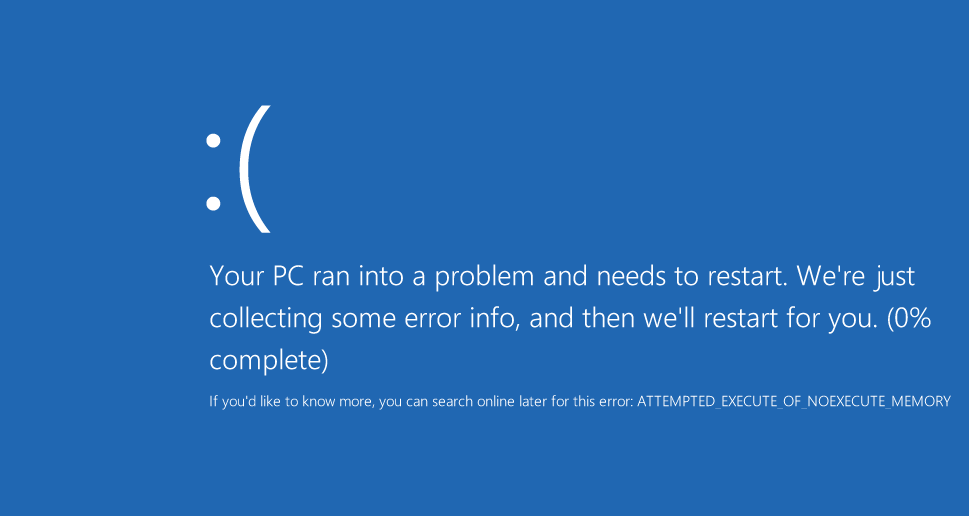 :(
Your PC ran into a problem and needs to restart. We're just
collecting some error info, and then we'll restart for you. (0%
complete)
If you'd like to know more, you can search online later for this error: ATTEMPTED_EXECUTE_OF_NOEXECUTE_MEMORY